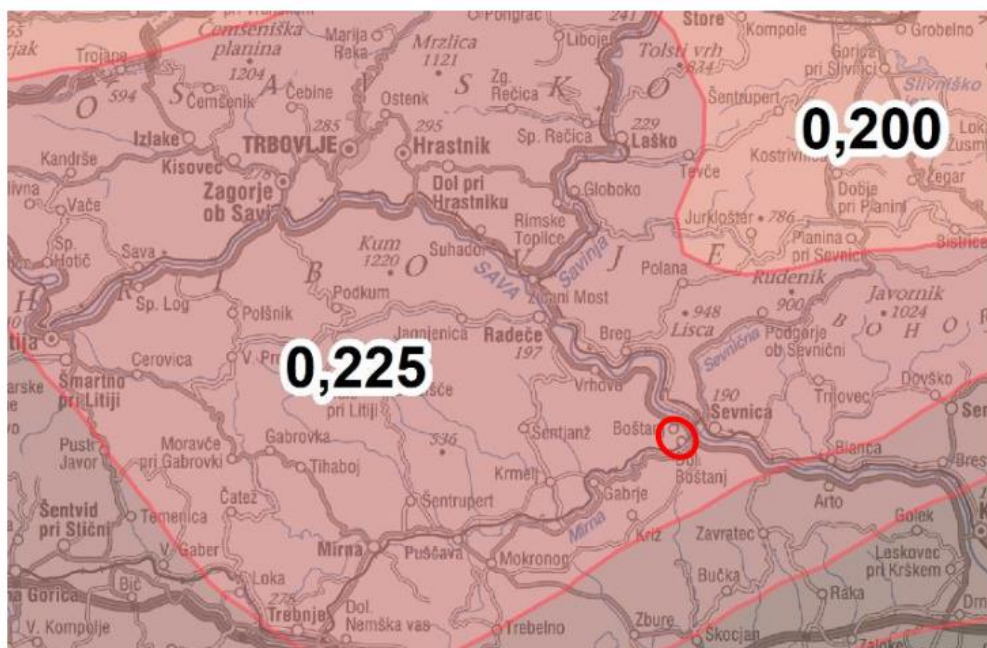 Store
Grobelno
Pongrac
241
Marija
Reka
Liboje
Tolsti vrh
834
Gorica
pri Slivnici
Čemšeniška
planina
1204
Mrzlica
1121
Trojane
594
Čemšenik
Čebine
Zg.
Rečica
Šentrupert
Slivniško
Ostenk
285
295
Sp. Rečica
229
Laško
0,200
Izlake
TRBOVLJE
Hrastnik
Kandrše
Kisovec
Kostrivnica
Tevče
Žegar
Zagorje
ob Savi
Dol pri
Hrastniku
Globoko
Dobje
pri Planini
Vače
Rimske
Toplice
Jurklošter
786
Sp.
Hotič
Sava
Kum
1220
Suhador
Planina
pri Sevnici
Bistrica
SAVA
Savinja
Polana
Rudenik
900
Sp. Log
Podkum
Zidani Most
Javornik
1024
Polšnik
Jagnjenica
Radeče
197
Breg
948
Lisca
Podgorje
ob Sevnični
Cerovica
0,225
Sevnična
Šmartno
pri Litiji
Vrhovo
190
Sevnica
Trnovec
Dovško
pri Litiji
Boštanj
Dol.
Boštanj
Moravče
pri Gabrovki
Gabrovka
536
Šentjanž
Javor
Tihaboj
Krmelj
Blanca
Gabrje
Arto
Čatež
Šentrupert
Mirna
Šentvid
pri Stični
Temenica
Križ
Zavratec
Golek
V. Gaber
Mirna
Puščava
Mokronog
Leskovec
pri Krškem
Bič
Loka
278
Bučka
Raka
Gorica
Trebnje
Dol.
Nemška vas
Trebelno
Zbure
Škocjan
V. Kompolje